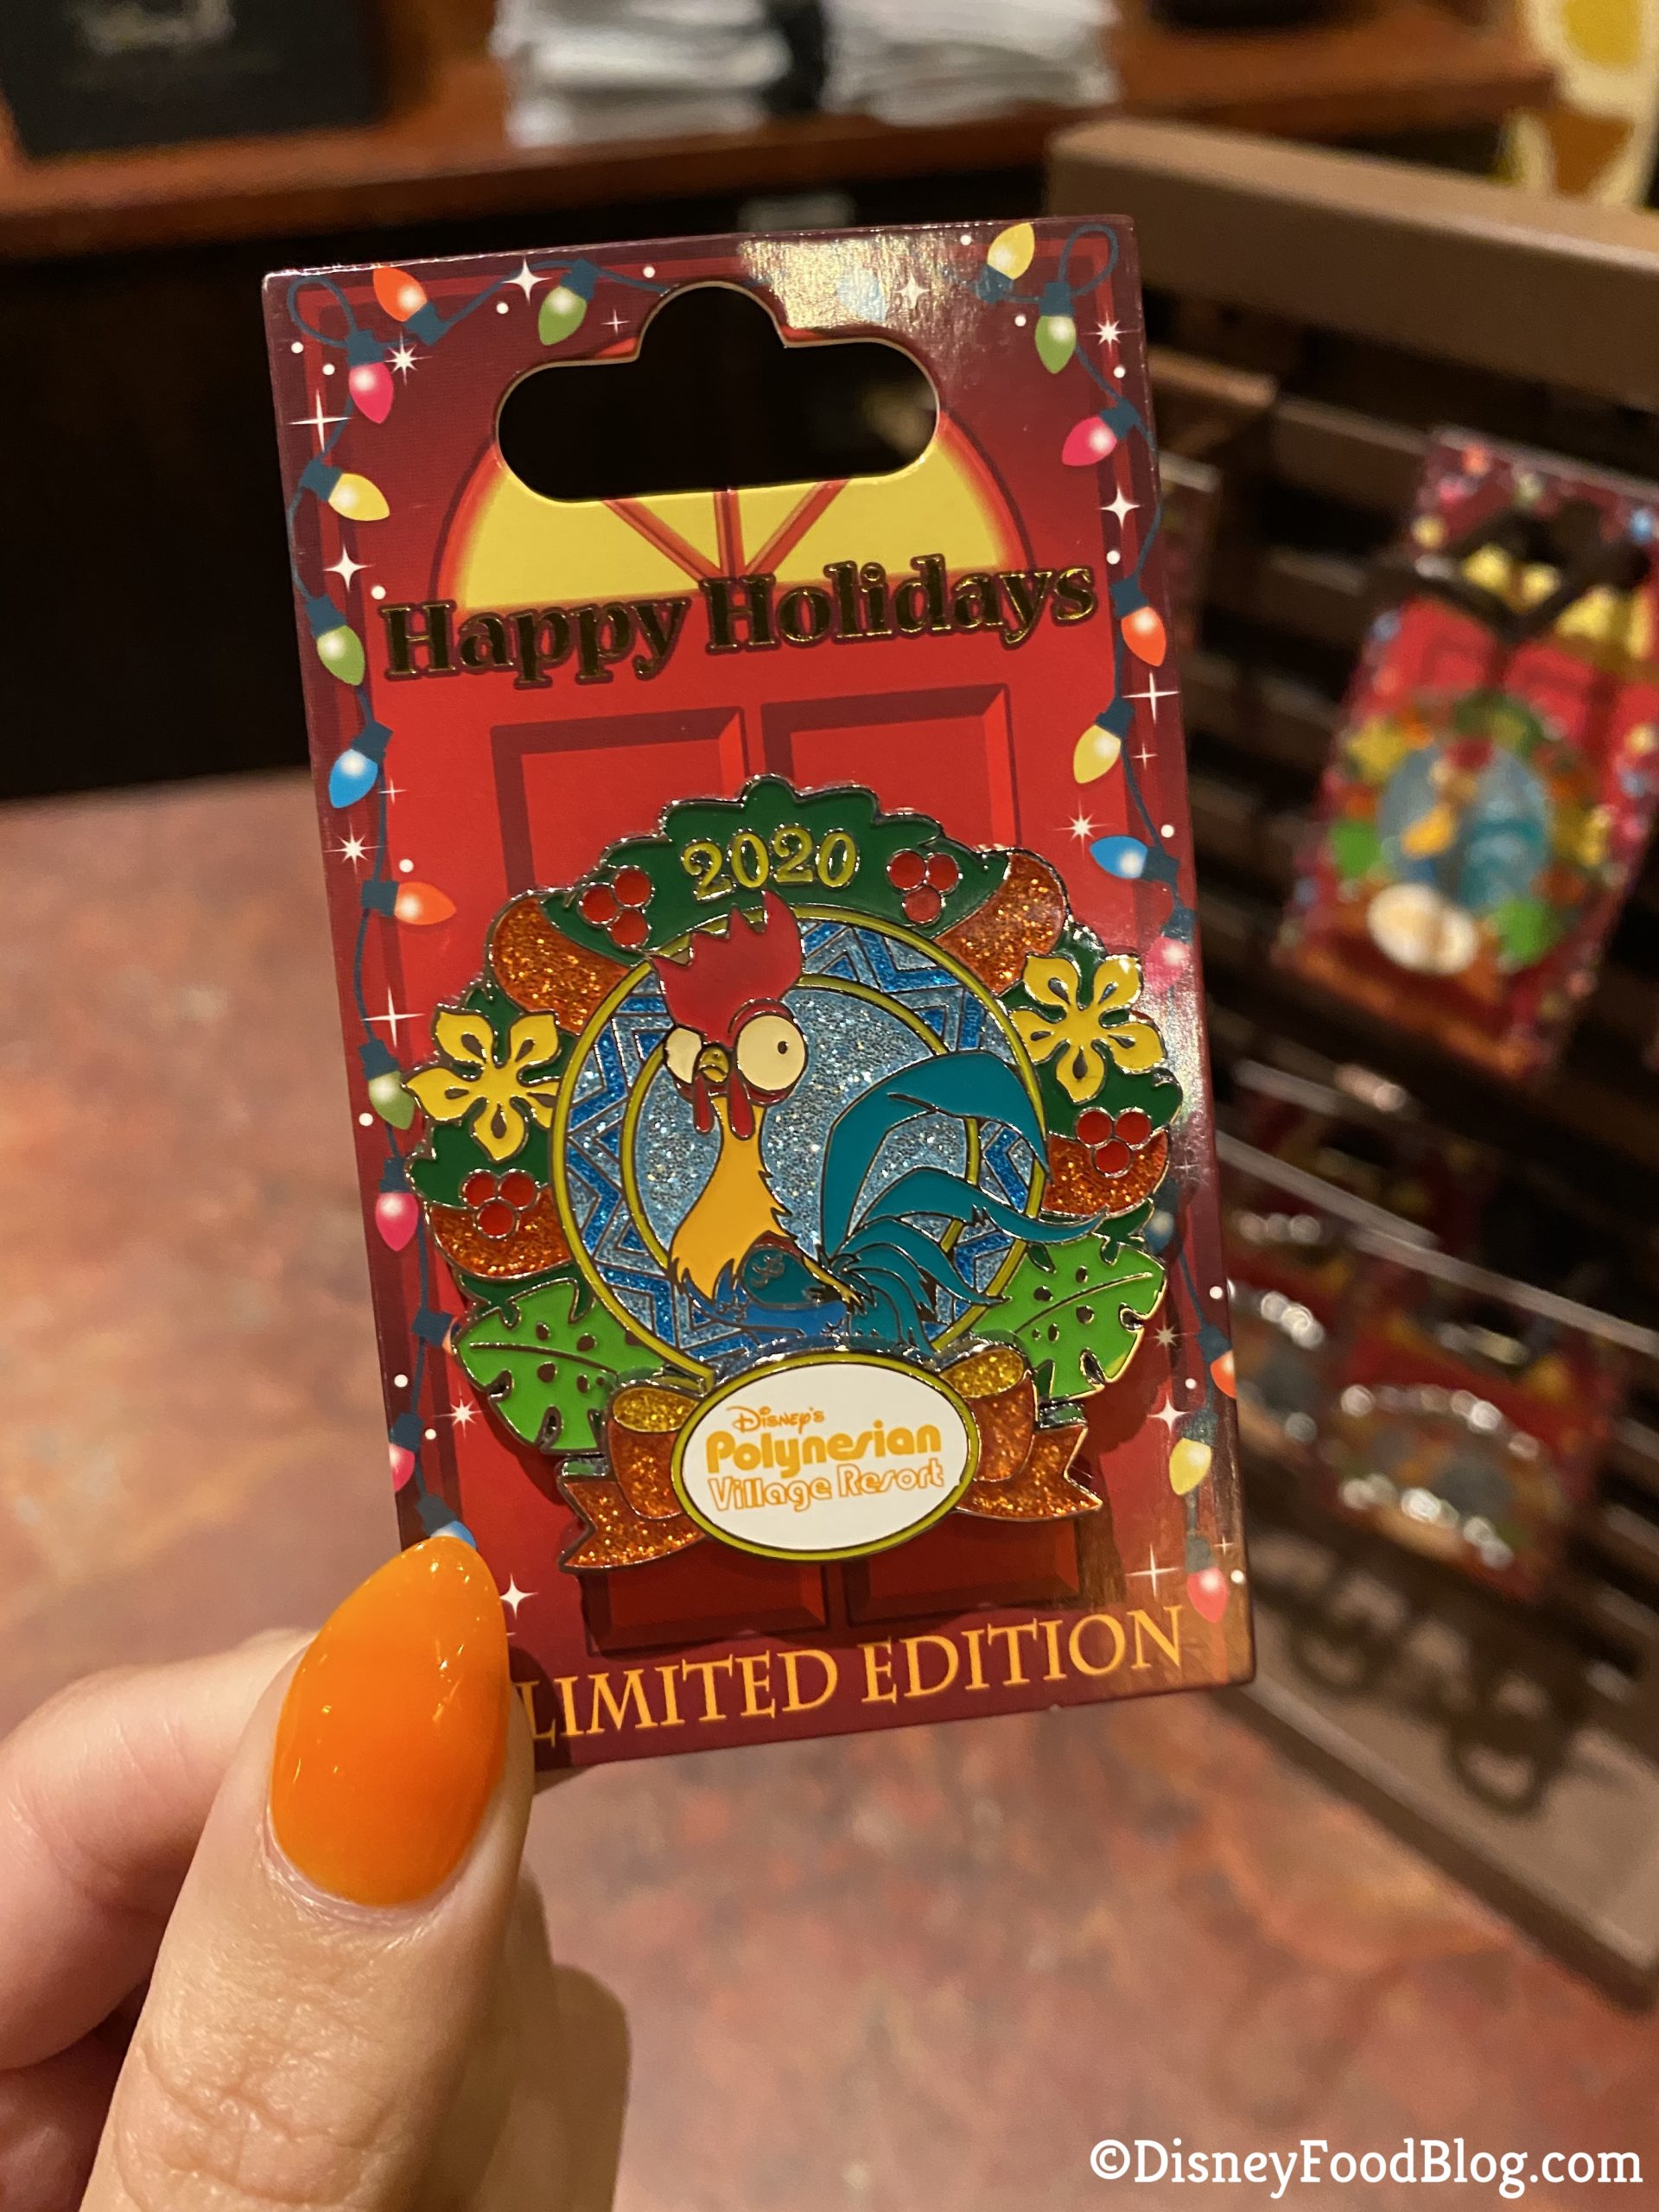 Happy Holidays
2020
Disney's
Polynesian
Village Resort
LIMITED EDITION
©DisneyFoodBlog.com